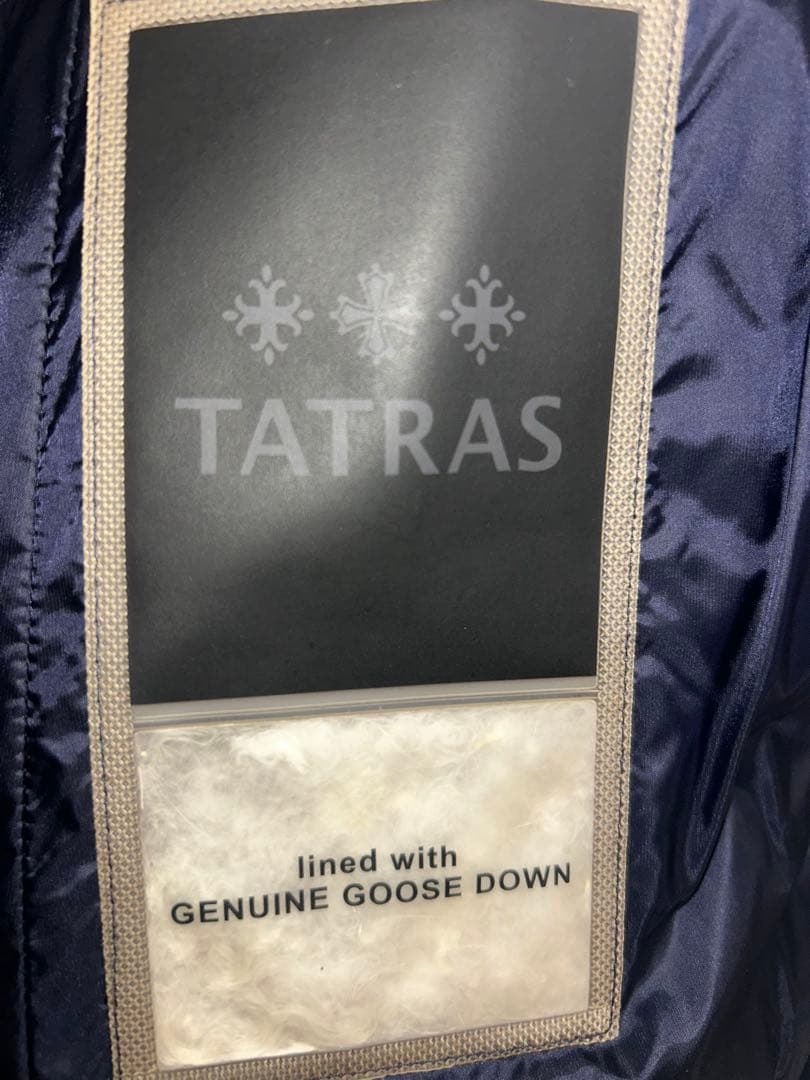 TATRAS
lined with
GENUINE GOOSE DOWN